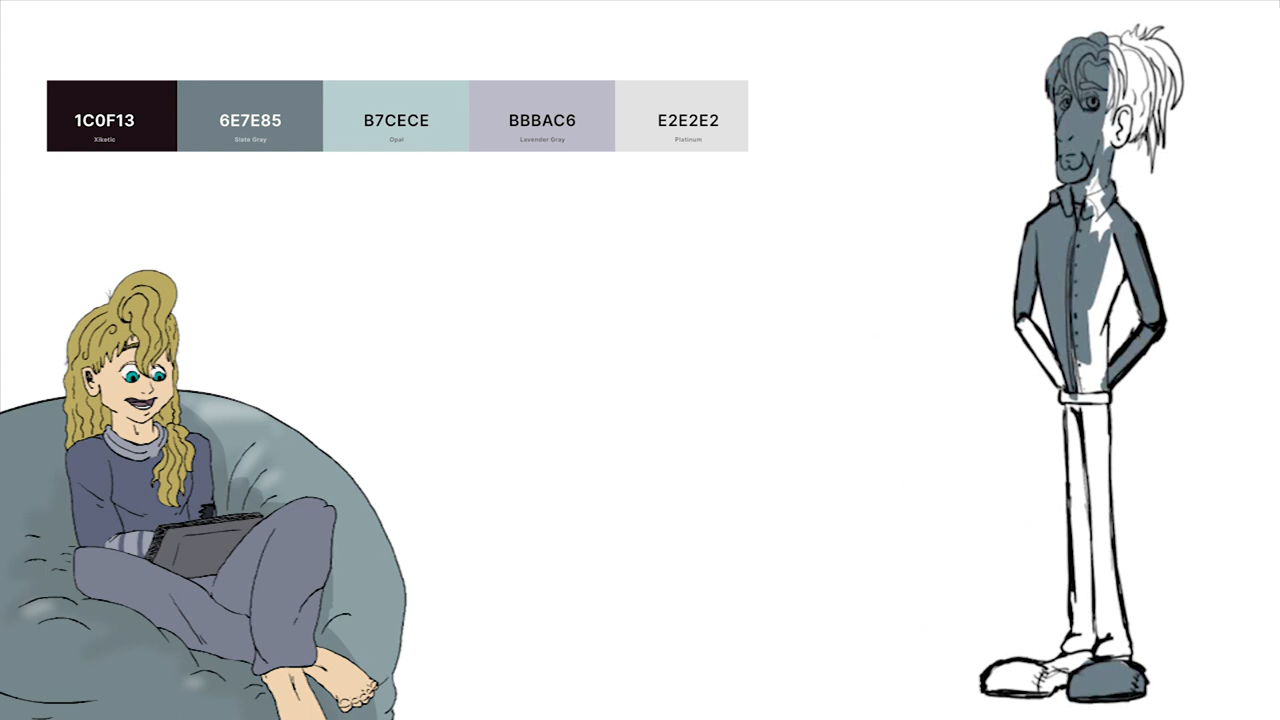 1C0F13 6E7E85 B7CECE BBBAC6 E2E2E2
Xiketic Slate Gray Opal Lavender Gray Platinum